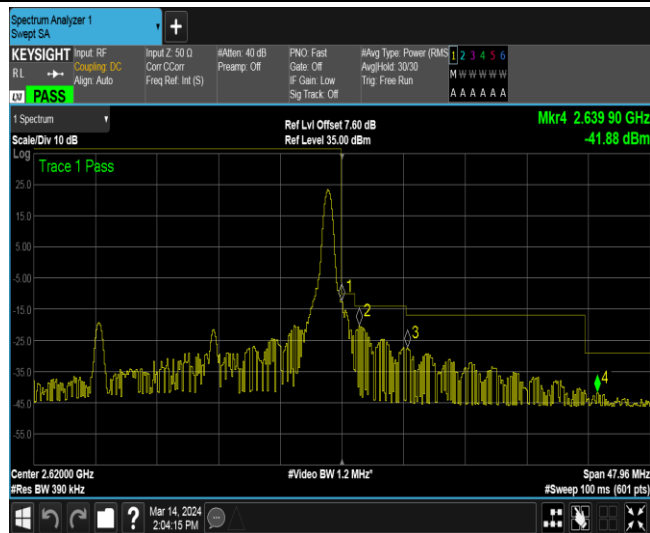 Spectrum Analyzer 1
Swept SA
+
KEYSIGHT Input: RF Input Z: 50 Ω #Atten: 40 dB PNO: Fast #Avg Type: Power (RMS 1 2 3 4 5 6
RL Coupling: DC Corr CCorr Preamp: Off Gate: Off Avg|Hold: 30/30 M W W W W W
Align: Auto Freq Ref: Int (S) IF Gain: Low Trig: Free Run
LXI PASS Sig Track: Off A A A A A A
1 Spectrum Ref Lvl Offset 7.60 dB Mkr4 2.639 90 GHz
Scale/Div 10 dB Ref Level 35.00 dBm -41.88 dBm
Log
Trace 1 Pass
25.0
15.0
5.00
-5.00
1
-15.0
2
3
-25.0
-35.0
4
-45.0
-55.0
Center 2.62000 GHz #Video BW 1.2 MHz* Span 47.96 MHz
#Res BW 390 kHz #Sweep 100 ms (601 pts)
? Mar 14, 2024
2:04:15 PM